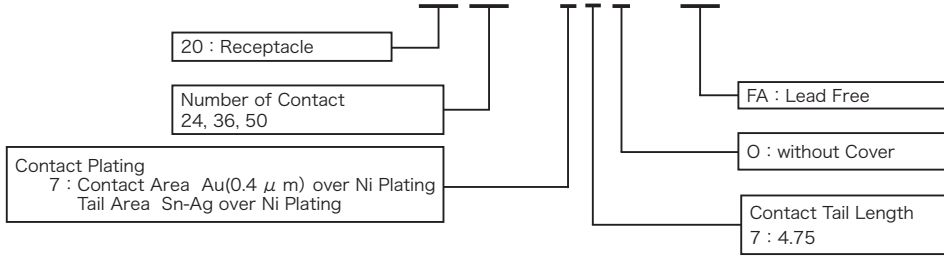 20 : Receptacle
Number of Contact
24, 36, 50
Contact Plating
7 : Contact Area Au(0.4 μ m) over Ni Plating
Tail Area Sn-Ag over Ni Plating
FA : Lead Free
O : without Cover
Contact Tail Length
7 : 4.75